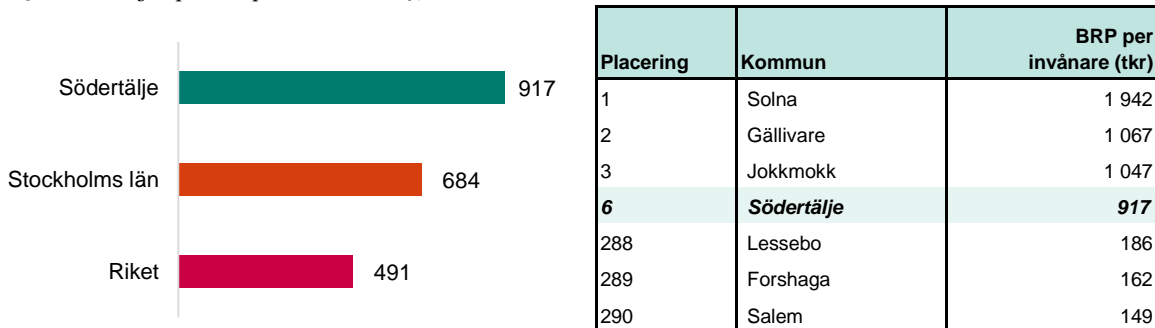 Södertälje 917
Stockholms län 684
Riket 491
Placering Kommun BRP per invånare (tkr)
1 Solna 1 942
2 Gällivare 1 067
3 Jokkmokk 1 047
6 Södertälje 917
288 Lessebo 186
289 Forshaga 162
290 Salem 149